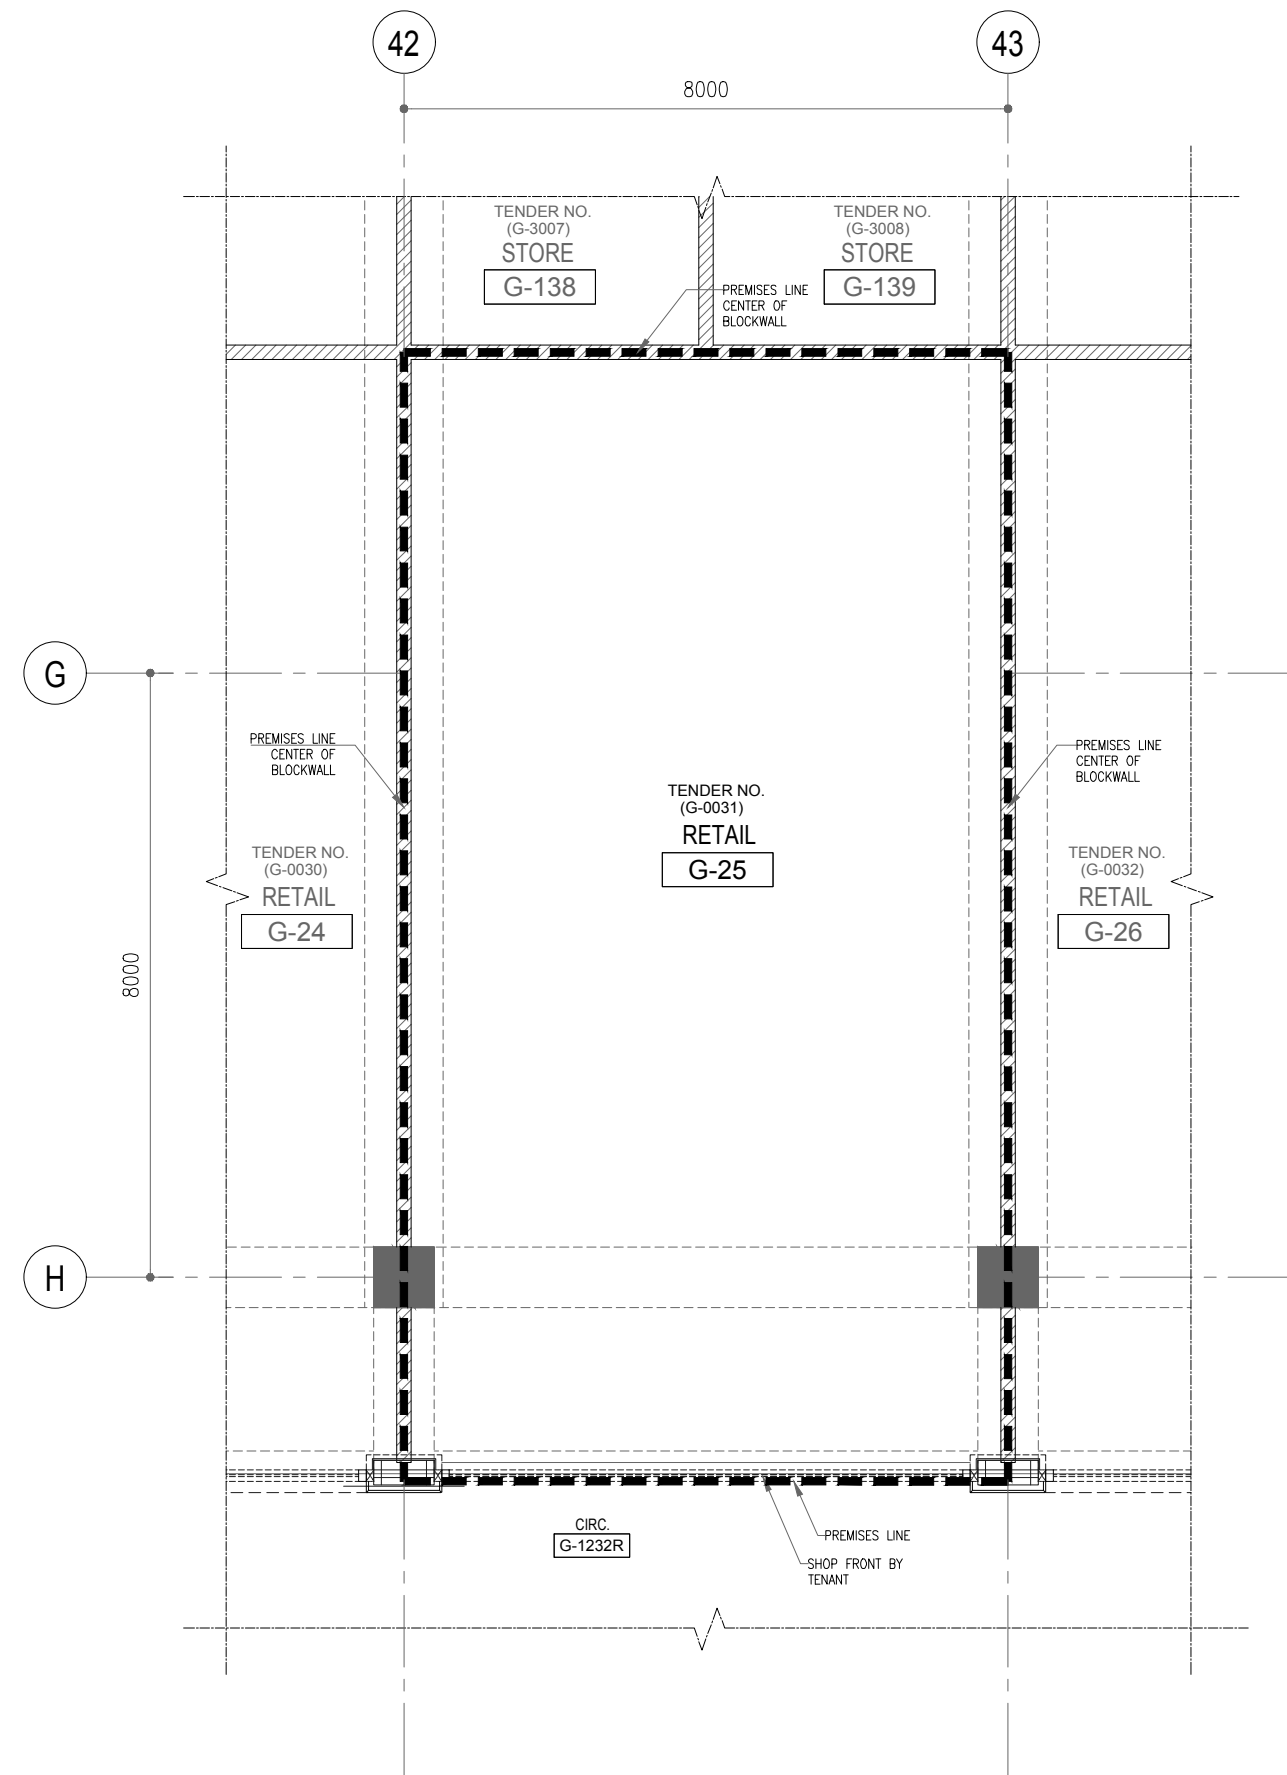 42
43
8000
TENDER NO.
(G-3007)
STORE
G-138
TENDER NO.
(G-3008)
STORE
G-139
PREMISES LINE
CENTER OF
BLOCKWALL
G
PREMISES LINE
CENTER OF
BLOCKWALL
PREMISES LINE
CENTER OF
BLOCKWALL
TENDER NO.
(G-0031)
RETAIL
G-25
TENDER NO.
(G-0030)
RETAIL
G-24
TENDER NO.
(G-0032)
RETAIL
G-26
8000
H
CIRC.
G-1232R
PREMISES LINE
SHOP FRONT BY
TENANT